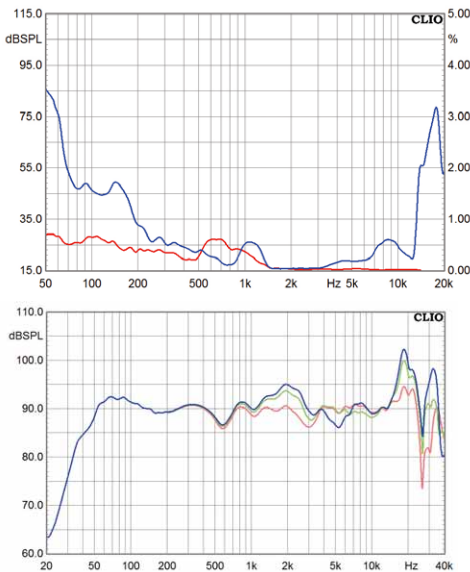 115.0 CLIO 5.00
dBSPL %
95.0 4.00
75.0 3.00
55.0 2.00
35.0 1.00
15.0 0.00
50 100 200 500 1k 2k Hz 5k 10k 20k
110.0 CLIO
dBSPL
100.0
90.0
80.0
70.0
60.0
20 50 100 200 500 1k 2k 5k 10k Hz 40k